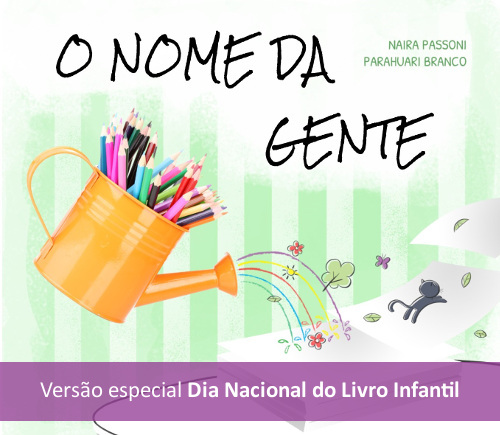 O NOME DA
GENTE
NAIRA PASSONI
PARAHUARI BRANCO
Versão especial Dia Nacional do Livro Infantil